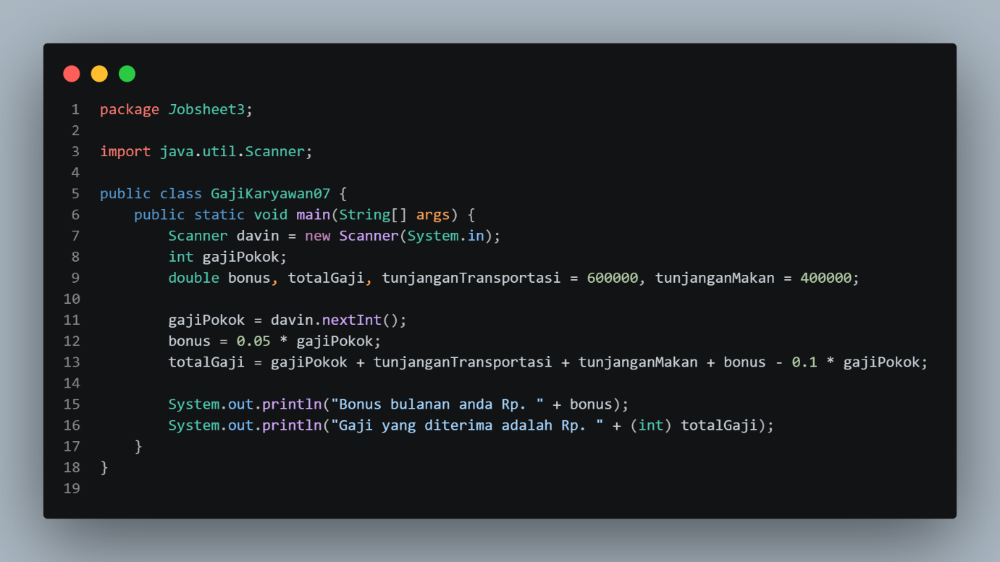 1 package Jobsheet3;
2
3 import java.util.Scanner;
4
5 public class GajiKaryawan07 {
6     public static void main(String[] args) {
7         Scanner davin = new Scanner(System.in);
8         int gajiPokok;
9         double bonus, totalGaji, tunjanganTransportasi = 600000, tunjanganMakan = 400000;
10
11         gajiPokok = davin.nextInt();
12         bonus = 0.05 * gajiPokok;
13         totalGaji = gajiPokok + tunjanganTransportasi + tunjanganMakan + bonus - 0.1 * gajiPokok;
14
15         System.out.println("Bonus bulanan anda Rp. " + bonus);
16         System.out.println("Gaji yang diterima adalah Rp. " + (int) totalGaji);
17     }
18 }
19